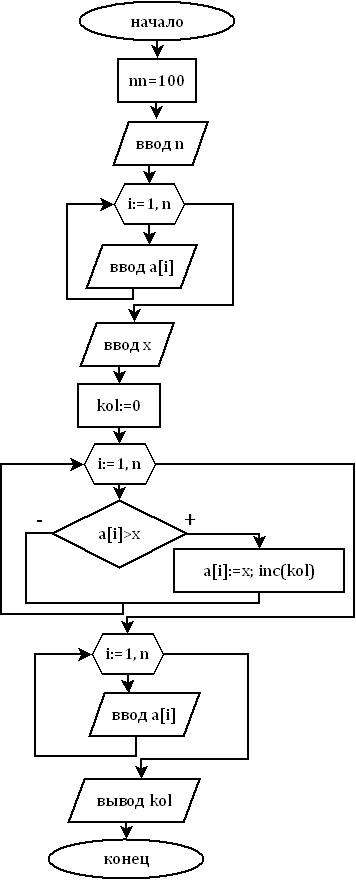 начало
nn=100
ввод n
i:=1, n
ввод a[i]
ввод x
kol:=0
i:=1, n
a[i]>x
-
+
a[i]:=x; inc(kol)
i:=1, n
ввод a[i]
вывод kol
конец